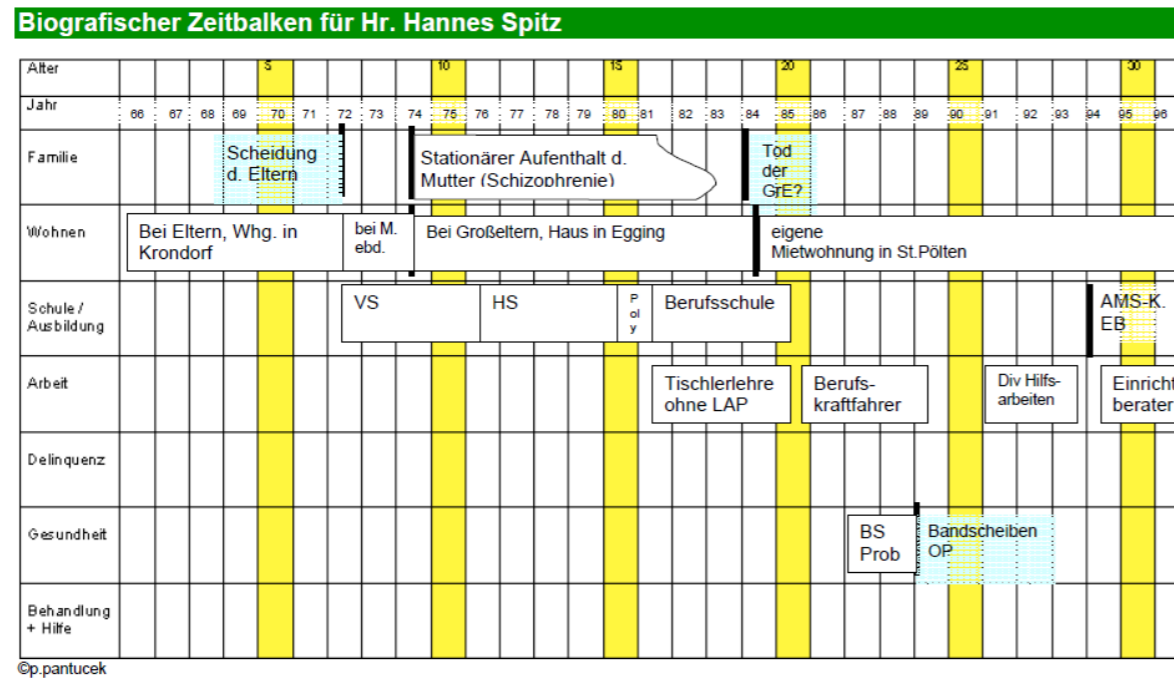 Biografischer Zeitbalken für Hr. Hannes Spitz
Alter 5 10 15 20 25 30
Jahr 66 67 68 69 70 71 72 73 74 75 76 77 78 79 80 81 82 83 84 85 86 87 88 89 90 91 92 93 94 95 96
Familie
Scheidung
d. Eltern
Stationärer Aufenthalt d.
Mutter (Schizophrenie)
Tod
der
GrE?
Wohnen
Bei Eltern, Whg. in
Krondorf
bei M.
ebd.
Bei Großeltern, Haus in Egging
eigene
Mietwohnung in St.Pölten
Schule /
Ausbildung
VS
HS
P
ol
y
Berufsschule
AMS-K.
EB
Arbeit
Tischlerlehre
ohne LAP
Berufs-
kraftfahrer
Div Hilfs-
arbeiten
Einricht
berater
Delinquenz
Gesundheit
BS
Prob
Bandscheiben
OP
Behandlung
+ Hilfe
©p.pantucek